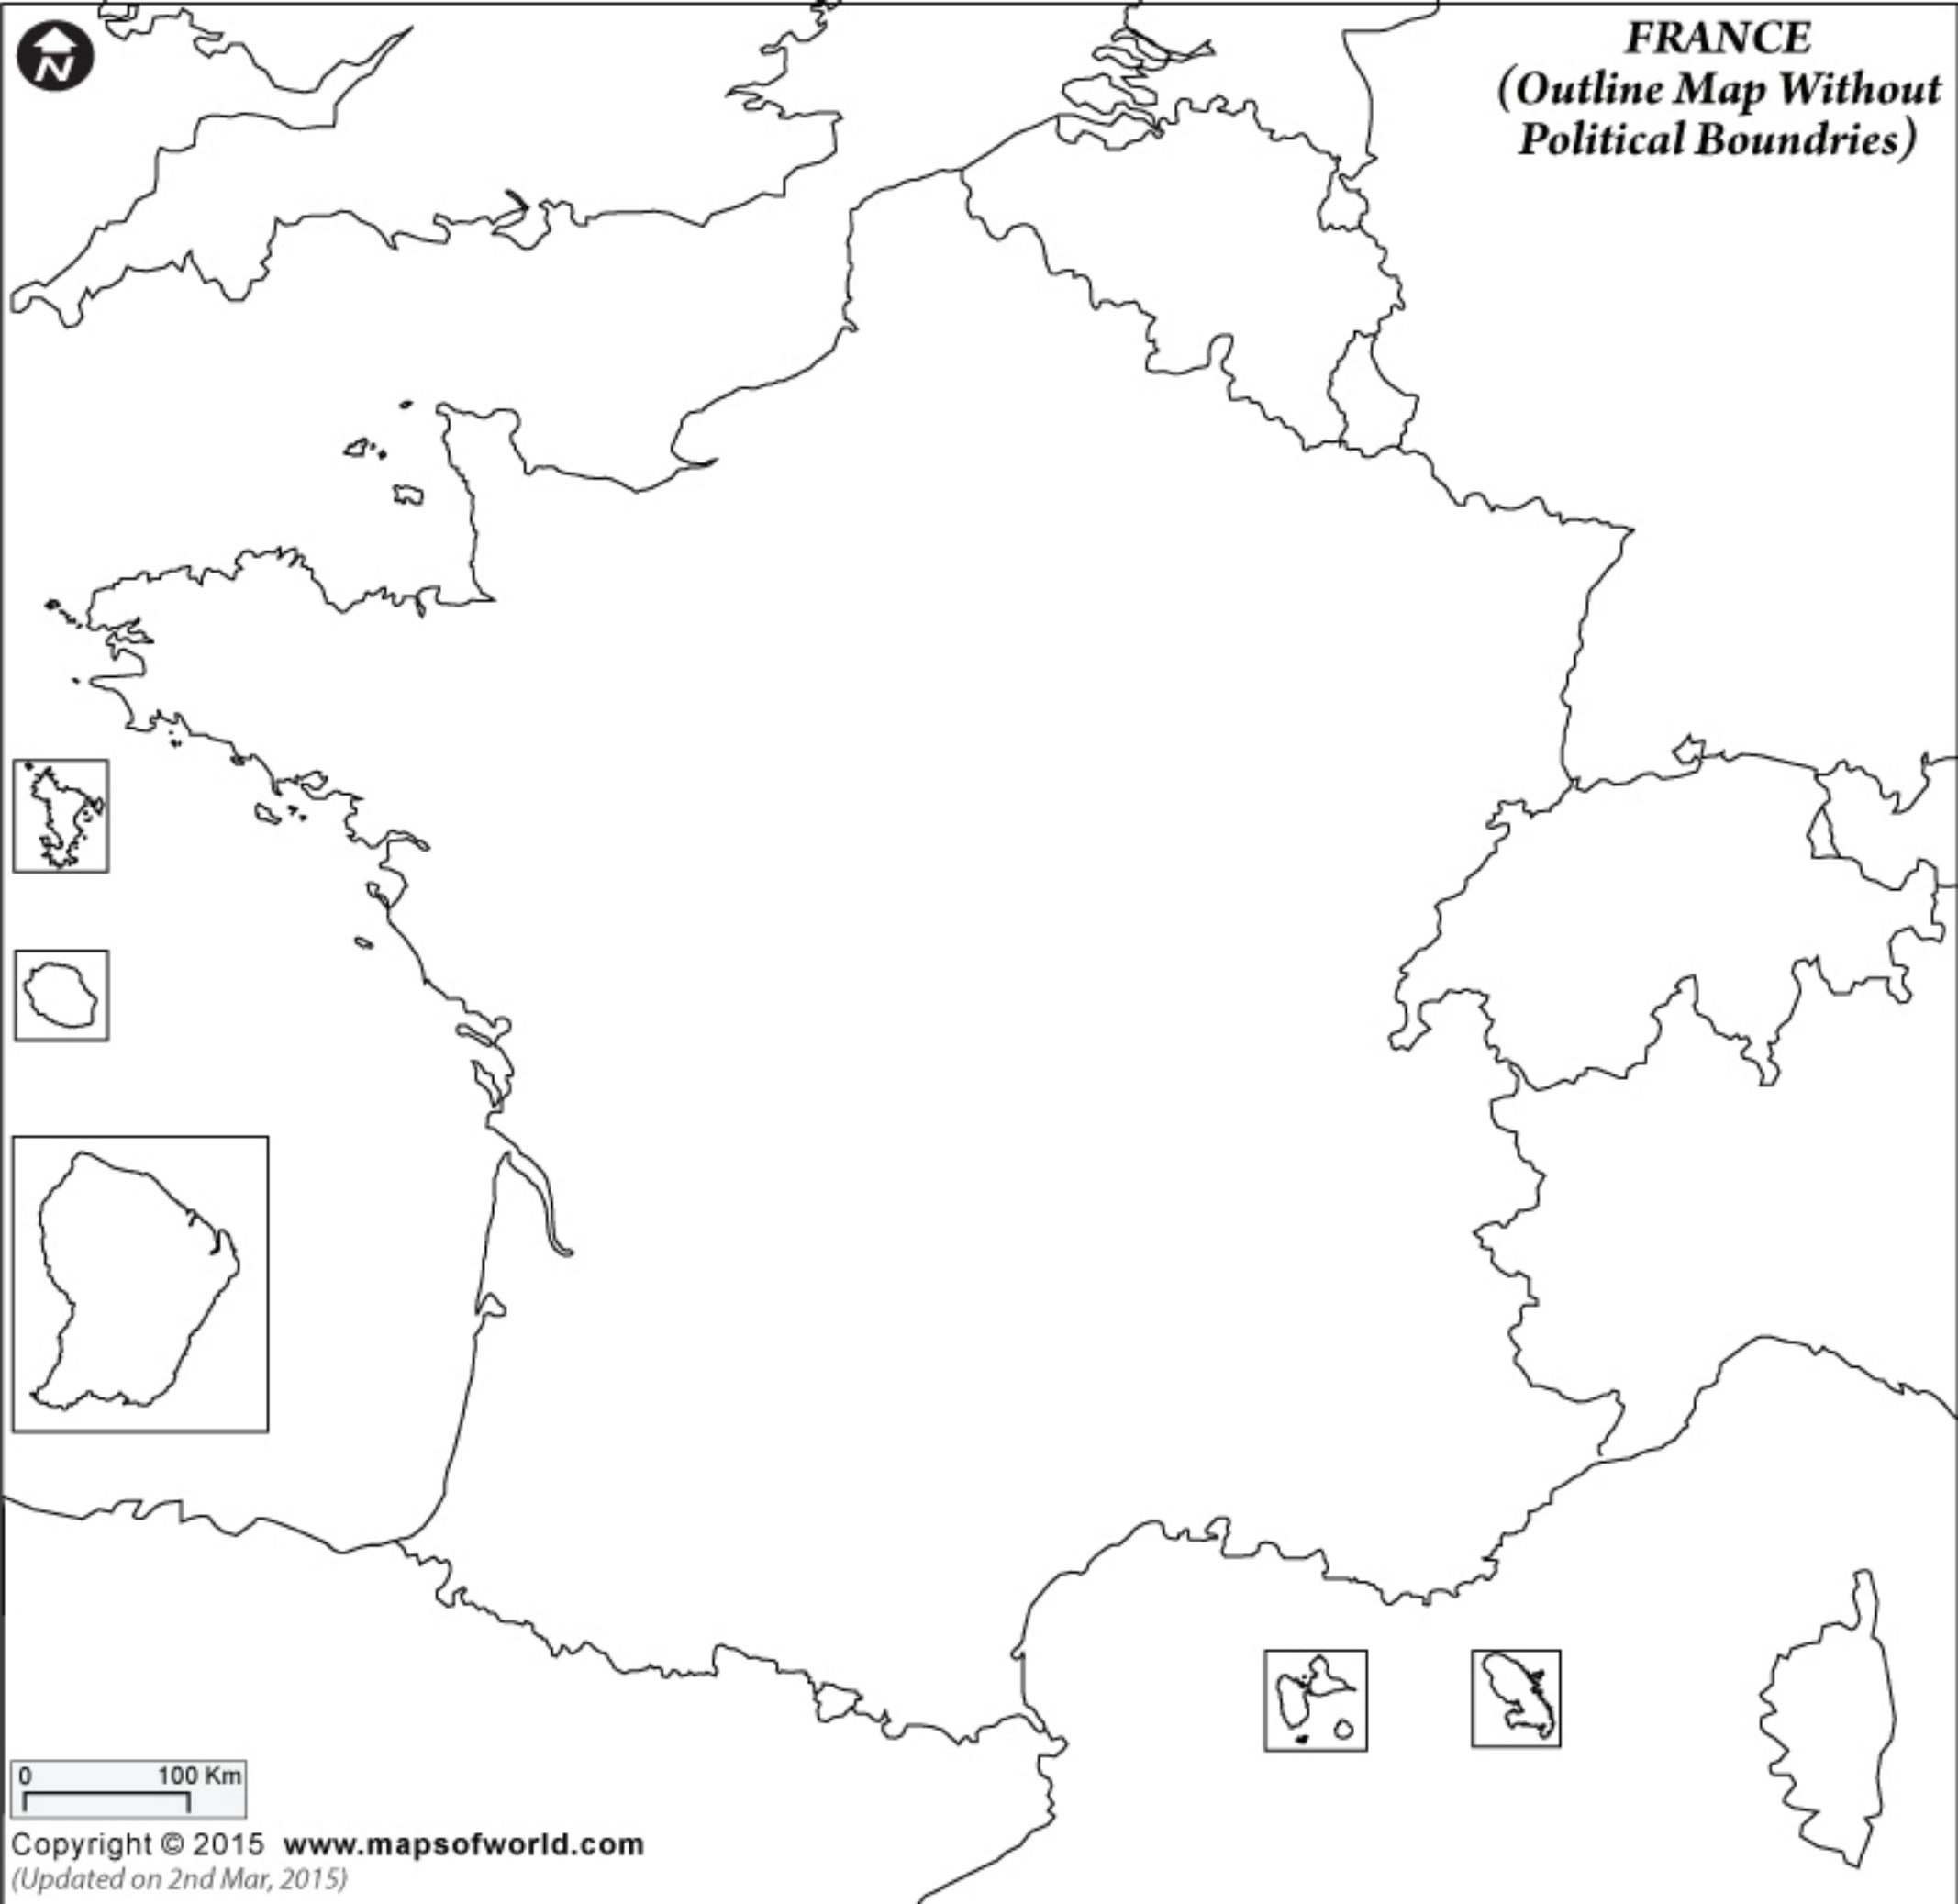 N
FRANCE
(Outline Map Without
Political Boundries)
0 100 Km
Copyright © 2015 www.mapsofworld.com
(Updated on 2nd Mar, 2015)